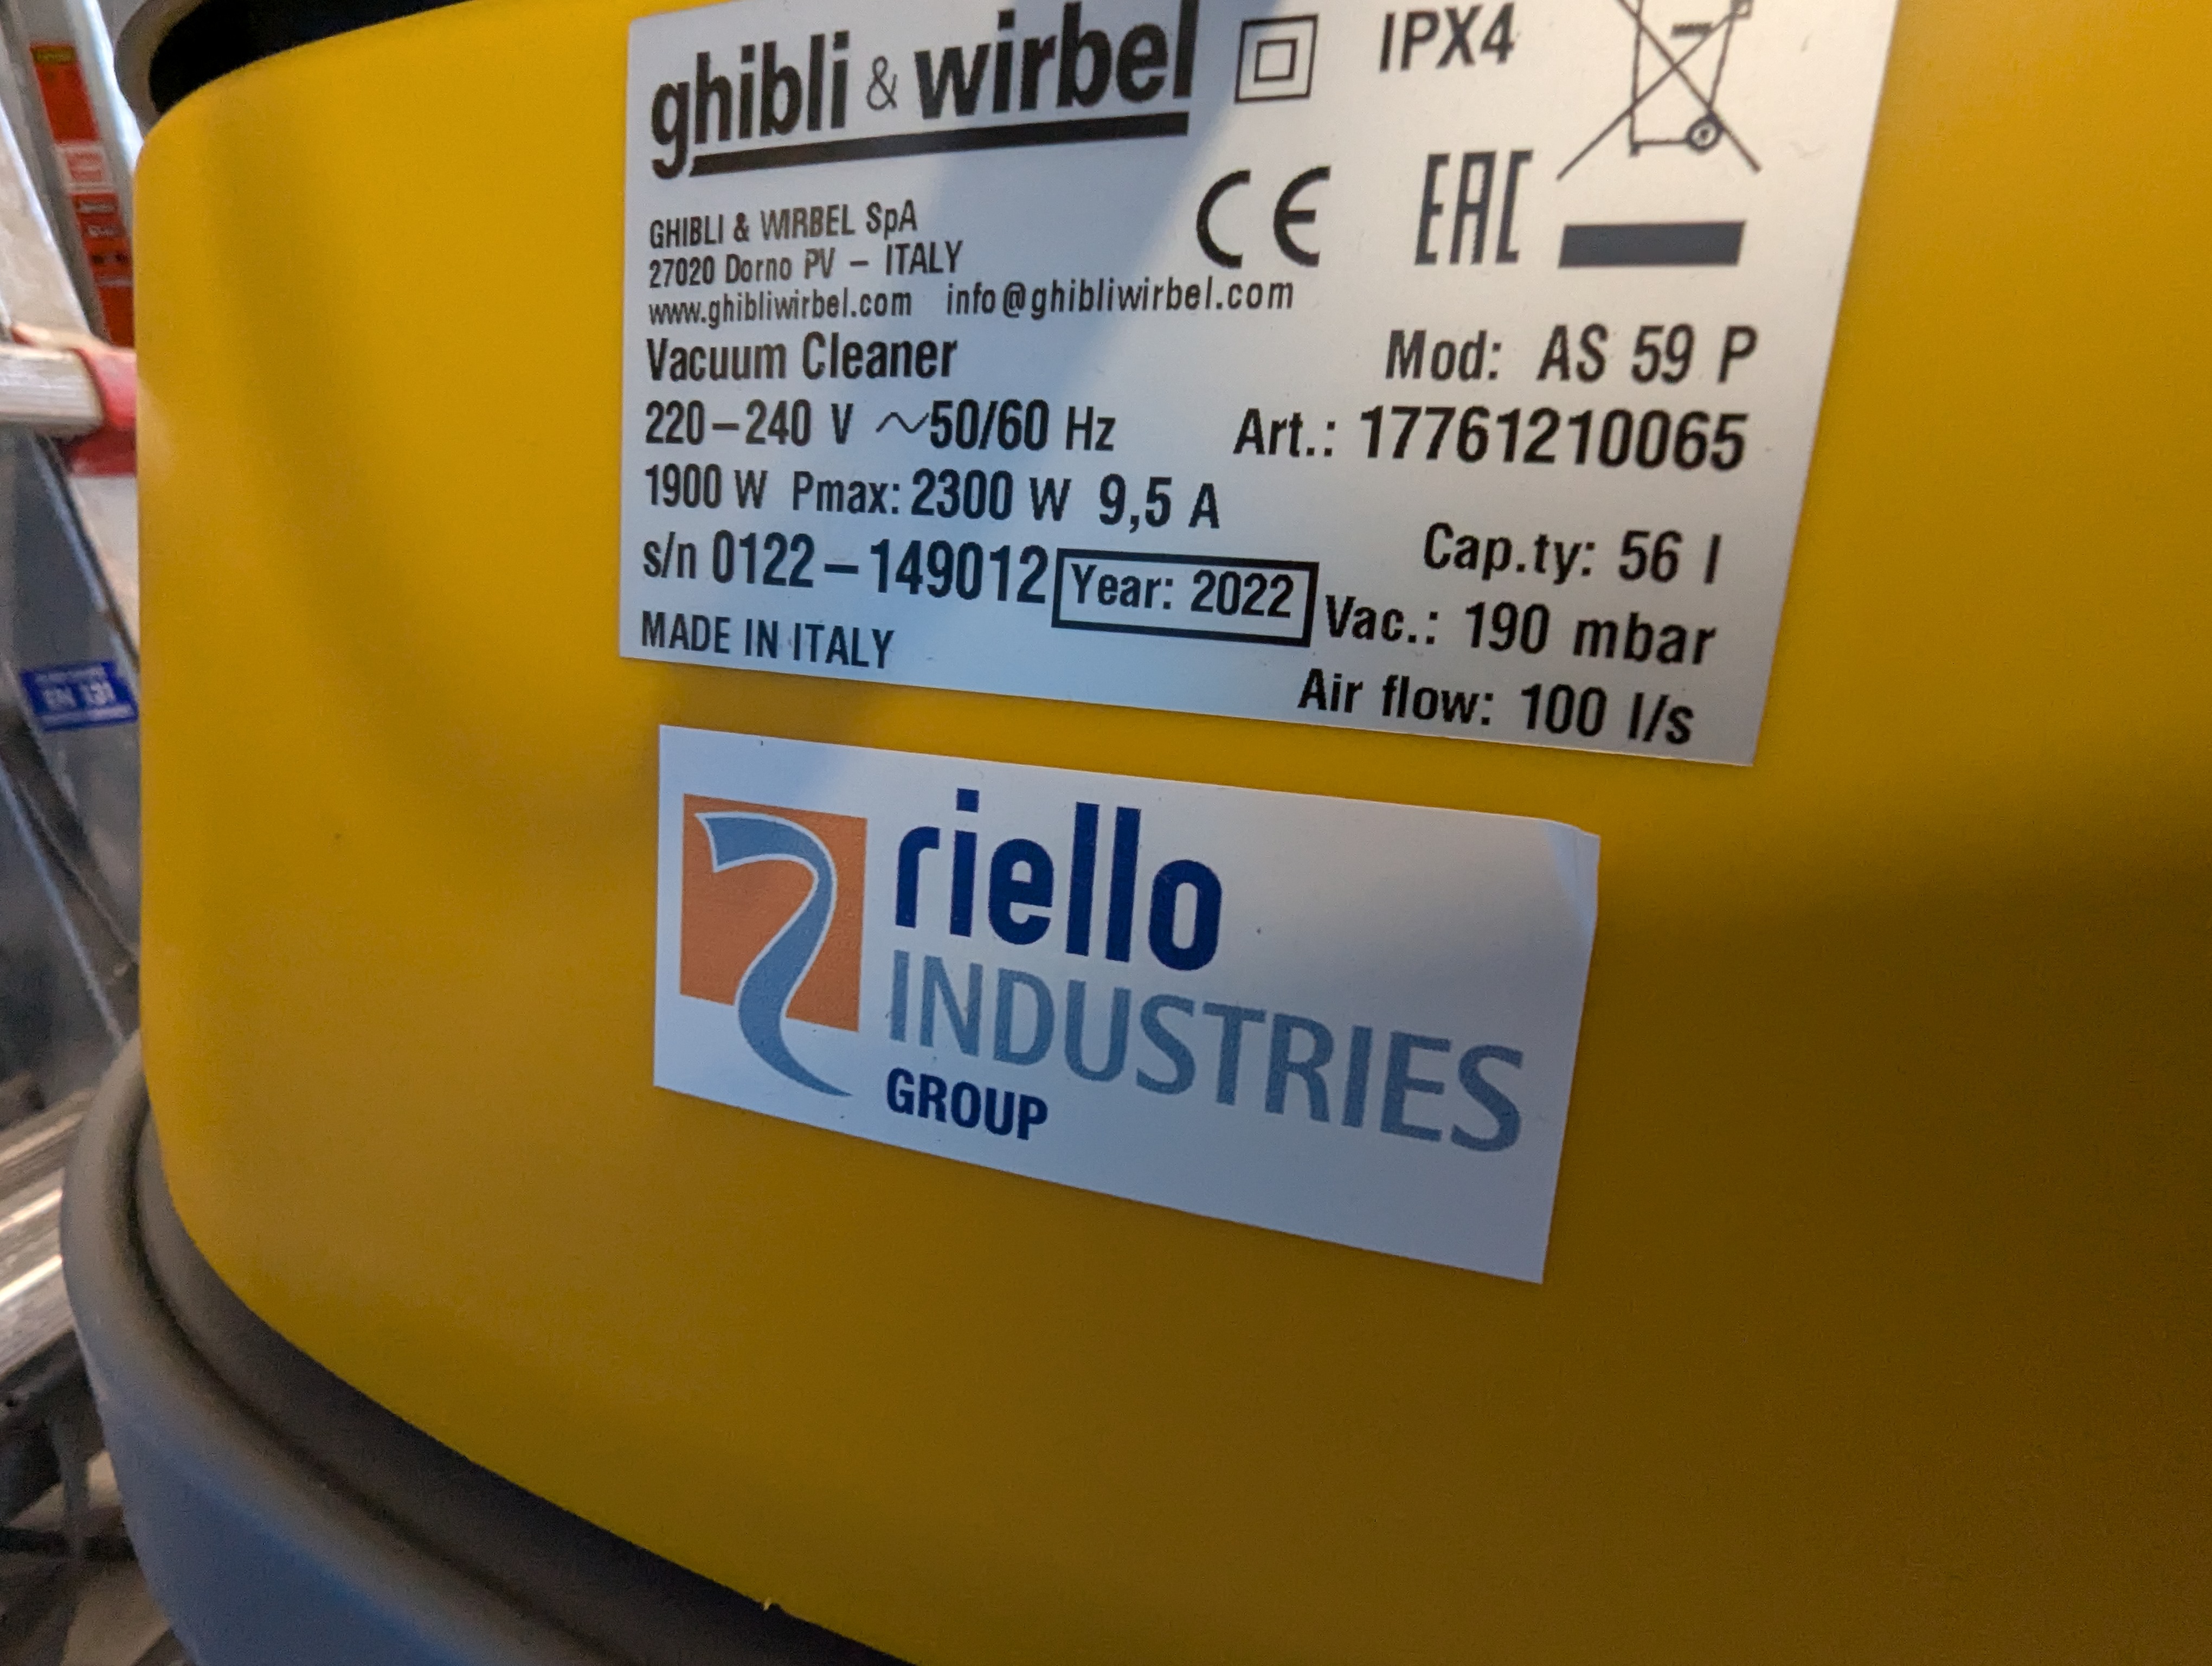 ghibli & wirbel
IPX4
CE EAC
GHIBLI & WIRBEL SpA
27020 Dorno PV – ITALY
www.ghibliwirbel.com info@ghibliwirbel.com
Vacuum Cleaner
Mod: AS 59 P
220–240 V ~50/60 Hz
Art.: 17761210065
1900 W Pmax: 2300 W 9,5 A
Cap.ty: 56 l
s/n 0122–149012 Year: 2022
Vac.: 190 mbar
MADE IN ITALY
Air flow: 100 l/s
riello
INDUSTRIES
GROUP
EN 131